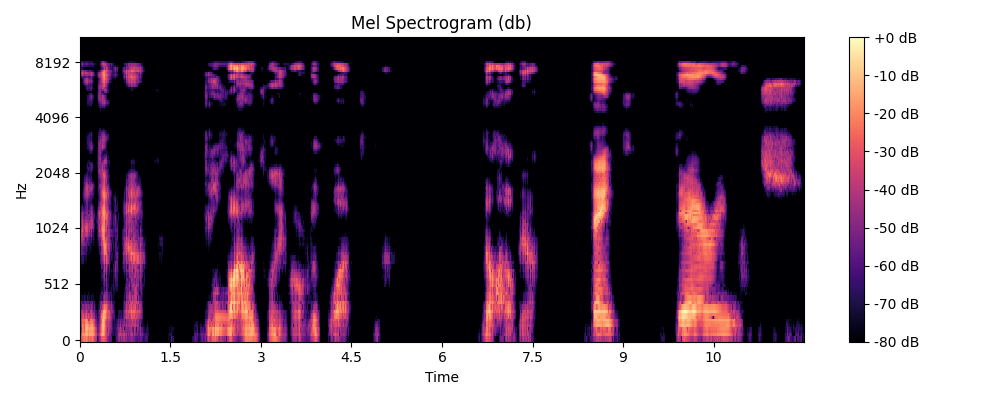 Mel Spectrogram (db)
8192
4096
2048
1024
512
0
Hz
0 1.5 3 4.5 6 7.5 9 10
Time
+0 dB
-10 dB
-20 dB
-30 dB
-40 dB
-50 dB
-60 dB
-70 dB
-80 dB